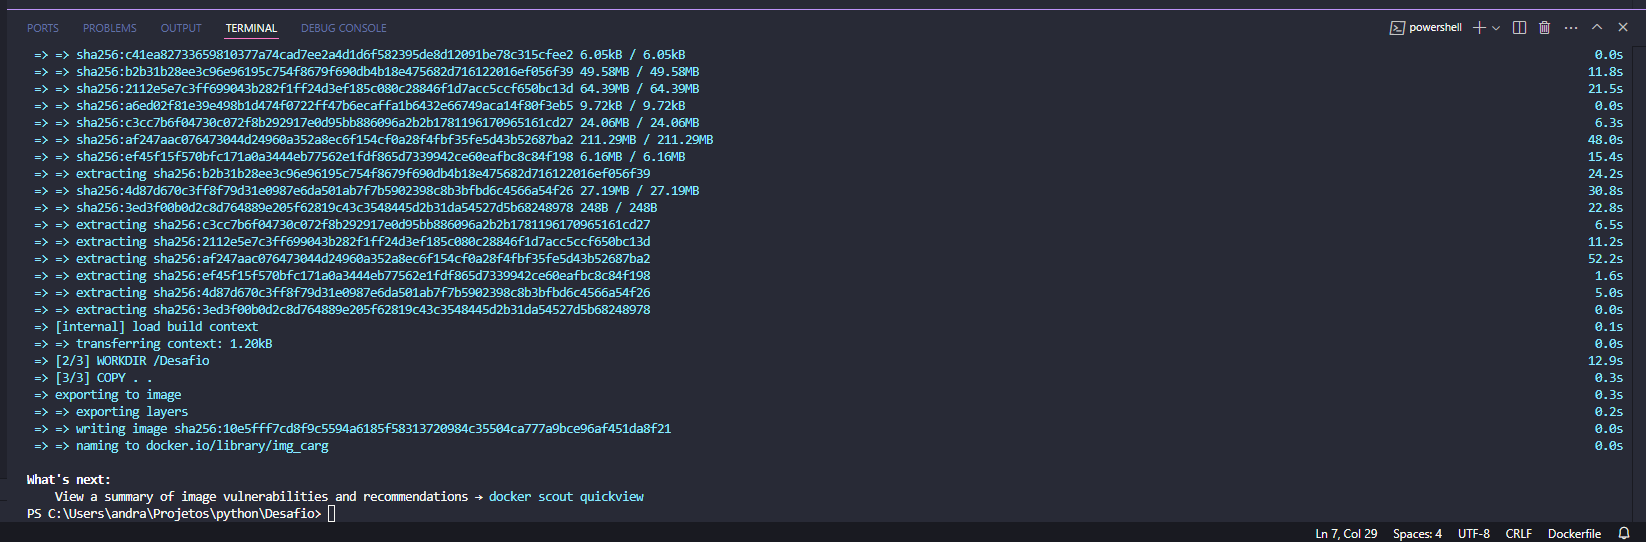 PORTS PROBLEMS OUTPUT TERMINAL DEBUG CONSOLE powershell
=> => sha256:c41ea82733659810377a74cad7ee2a4d1d6f582395de8d12091be78c315cfee2 6.05kB / 6.05kB 0.0s
=> => sha256:b2b31b28ee3c96e96195c754f8679f690db4b18e475682d716122016ef056f39 49.58MB / 49.58MB 11.8s
=> => sha256:2112e5e7c3ff699043b282f1ff24d3ef185c080c28846f1d7acc5ccf650bc13d 64.39MB / 64.39MB 21.5s
=> => sha256:a6ed02f81e39e498b1d474f0722ff47b6ecaffa1b6432e66749aca14f80f3eb5 9.72kB / 9.72kB 0.0s
=> => sha256:c3cc7b6f04730c072f8b292917e0d95bb886096a2b2b1781196170965161cd27 24.06MB / 24.06MB 6.3s
=> => sha256:af247aac076473044d24960a352a8ec6f154cf0a28f4fbf35fe5d43b52687ba2 211.29MB / 211.29MB 48.0s
=> => sha256:ef45f15f570bfc171a0a3444eb77562e1fdf865d7339942ce60eafbc8c84f198 6.16MB / 6.16MB 15.4s
=> => extracting sha256:b2b31b28ee3c96e96195c754f8679f690db4b18e475682d716122016ef056f39 24.2s
=> => sha256:4d87d670c3ff8f79d31e0987e6da501ab7f7b5902398c8b3bfbd6c4566a54f26 27.19MB / 27.19MB 30.8s
=> => sha256:3ed3f00b0d2c8d764889e205f62819c43c3548445d2b31da54527d5b68248978 248B / 248B 22.8s
=> => extracting sha256:c3cc7b6f04730c072f8b292917e0d95bb886096a2b2b1781196170965161cd27 6.5s
=> => extracting sha256:2112e5e7c3ff699043b282f1ff24d3ef185c080c28846f1d7acc5ccf650bc13d 11.2s
=> => extracting sha256:af247aac076473044d24960a352a8ec6f154cf0a28f4fbf35fe5d43b52687ba2 52.2s
=> => extracting sha256:ef45f15f570bfc171a0a3444eb77562e1fdf865d7339942ce60eafbc8c84f198 1.6s
=> => extracting sha256:4d87d670c3ff8f79d31e0987e6da501ab7f7b5902398c8b3bfbd6c4566a54f26 5.0s
=> => extracting sha256:3ed3f00b0d2c8d764889e205f62819c43c3548445d2b31da54527d5b68248978 0.0s
=> [internal] load build context 0.1s
=> => transferring context: 1.20kB 0.0s
=> [2/3] WORKDIR /Desafio 12.9s
=> [3/3] COPY . . 0.3s
=> exporting to image 0.3s
=> => exporting layers 0.2s
=> => writing image sha256:10e5fff7cd8f9c5594a6185f58313720984c35504ca777a9bce96af451da8f21 0.0s
=> => naming to docker.io/library/img_carg 0.0s
What's next:
View a summary of image vulnerabilities and recommendations → docker scout quickview
PS C:\Users\andra\Projetos\python\Desafio>
Ln 7, Col 29 Spaces: 4 UTF-8 CRLF Dockerfile